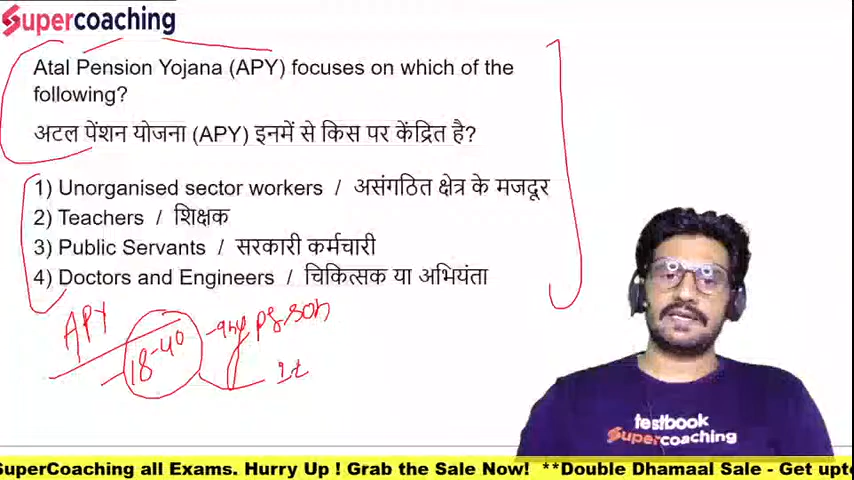 Supercoaching
Atal Pension Yojana (APY) focuses on which of the
following?
अटल पेंशन योजना (APY) इनमें से किस पर केंद्रित है?
1) Unorganised sector workers / असंगठित क्षेत्र के मजदूर
2) Teachers / शिक्षक
3) Public Servants / सरकारी कर्मचारी
4) Doctors and Engineers / चिकित्सक या अभियंता
APY
18-40
any person
testbook
Supercoaching
SuperCoaching all Exams. Hurry Up ! Grab the Sale Now! **Double Dhamaal Sale - Get upto